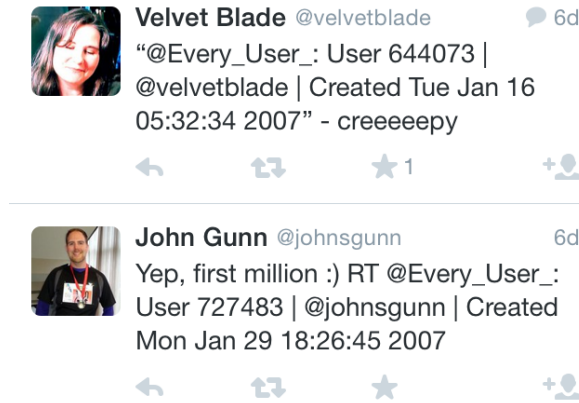 Velvet Blade @velvetblade 6d
“@Every_User_: User 644073 |
@velvetblade | Created Tue Jan 16
05:32:34 2007” - creeeeepy
1
John Gunn @johnsgunn 6d
Yep, first million :) RT @Every_User_:
User 727483 | @johnsgunn | Created
Mon Jan 29 18:26:45 2007